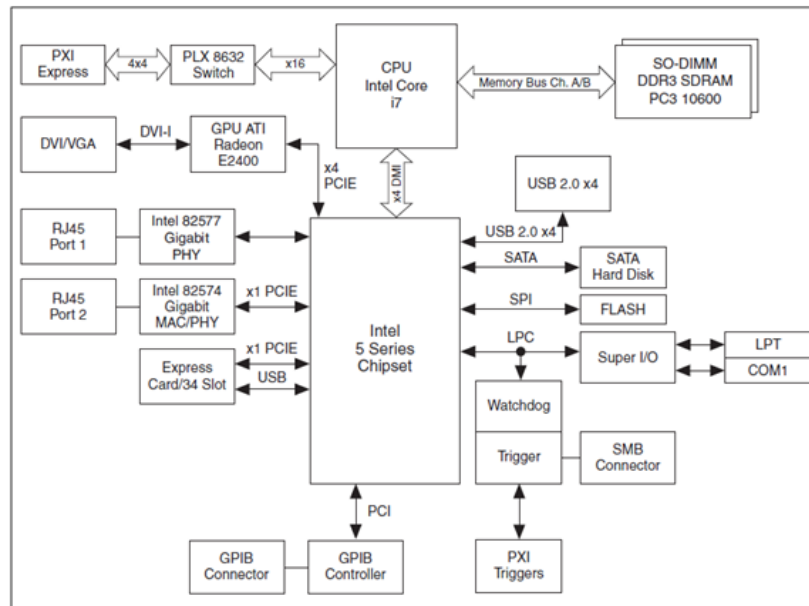 PXI
Express
4x4
PLX 8632
Switch
x16
CPU
Intel Core
i7
Memory Bus Ch. A/B
SO-DIMM
DDR3 SDRAM
PC3 10600
DVI/VGA
DVI-I
GPU ATI
Radeon
E2400
x4
PCIE
x4 DMI
USB 2.0 x4
USB 2.0 x4
RJ45
Port 1
Intel 82577
Gigabit
PHY
SATA
SATA
Hard Disk
RJ45
Port 2
Intel 82574
Gigabit
MAC/PHY
x1 PCIE
Intel
5 Series
Chipset
SPI
FLASH
LPC
Super I/O
LPT
COM1
Express
Card/34 Slot
x1 PCIE
USB
Watchdog
Trigger
SMB
Connector
PCI
GPIB
Connector
GPIB
Controller
PXI
Triggers